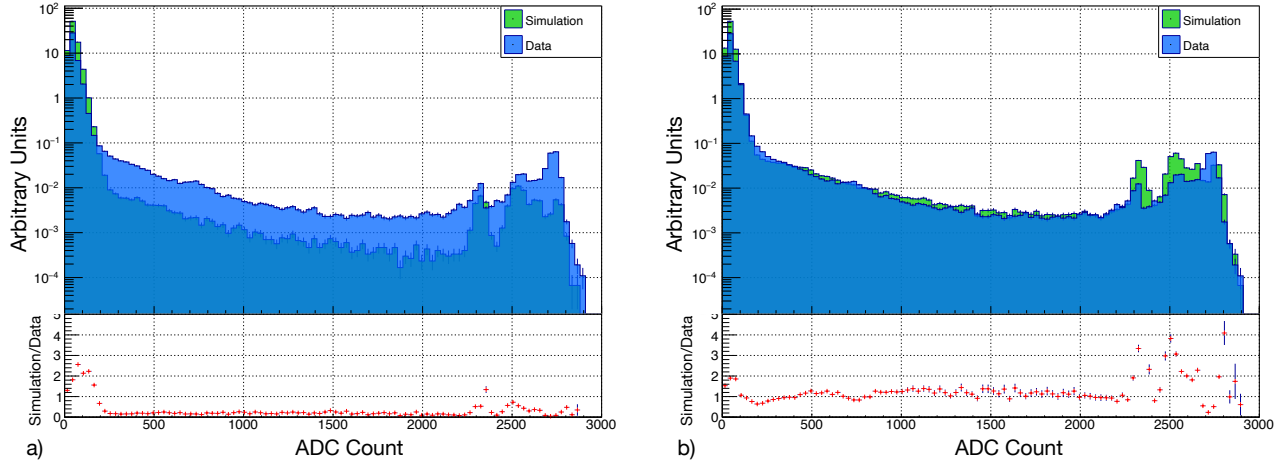 10²
Simulation
Data
10
1
10⁻¹
10⁻²
10⁻³
10⁻⁴
Arbitrary Units
5
4
3
2
1
0
Simulation/Data
0 500 1000 1500 2000 2500 3000
a) ADC Count
10²
Simulation
Data
10
1
10⁻¹
10⁻²
10⁻³
10⁻⁴
Arbitrary Units
5
4
3
2
1
0
Simulation/Data
0 500 1000 1500 2000 2500 3000
b) ADC Count